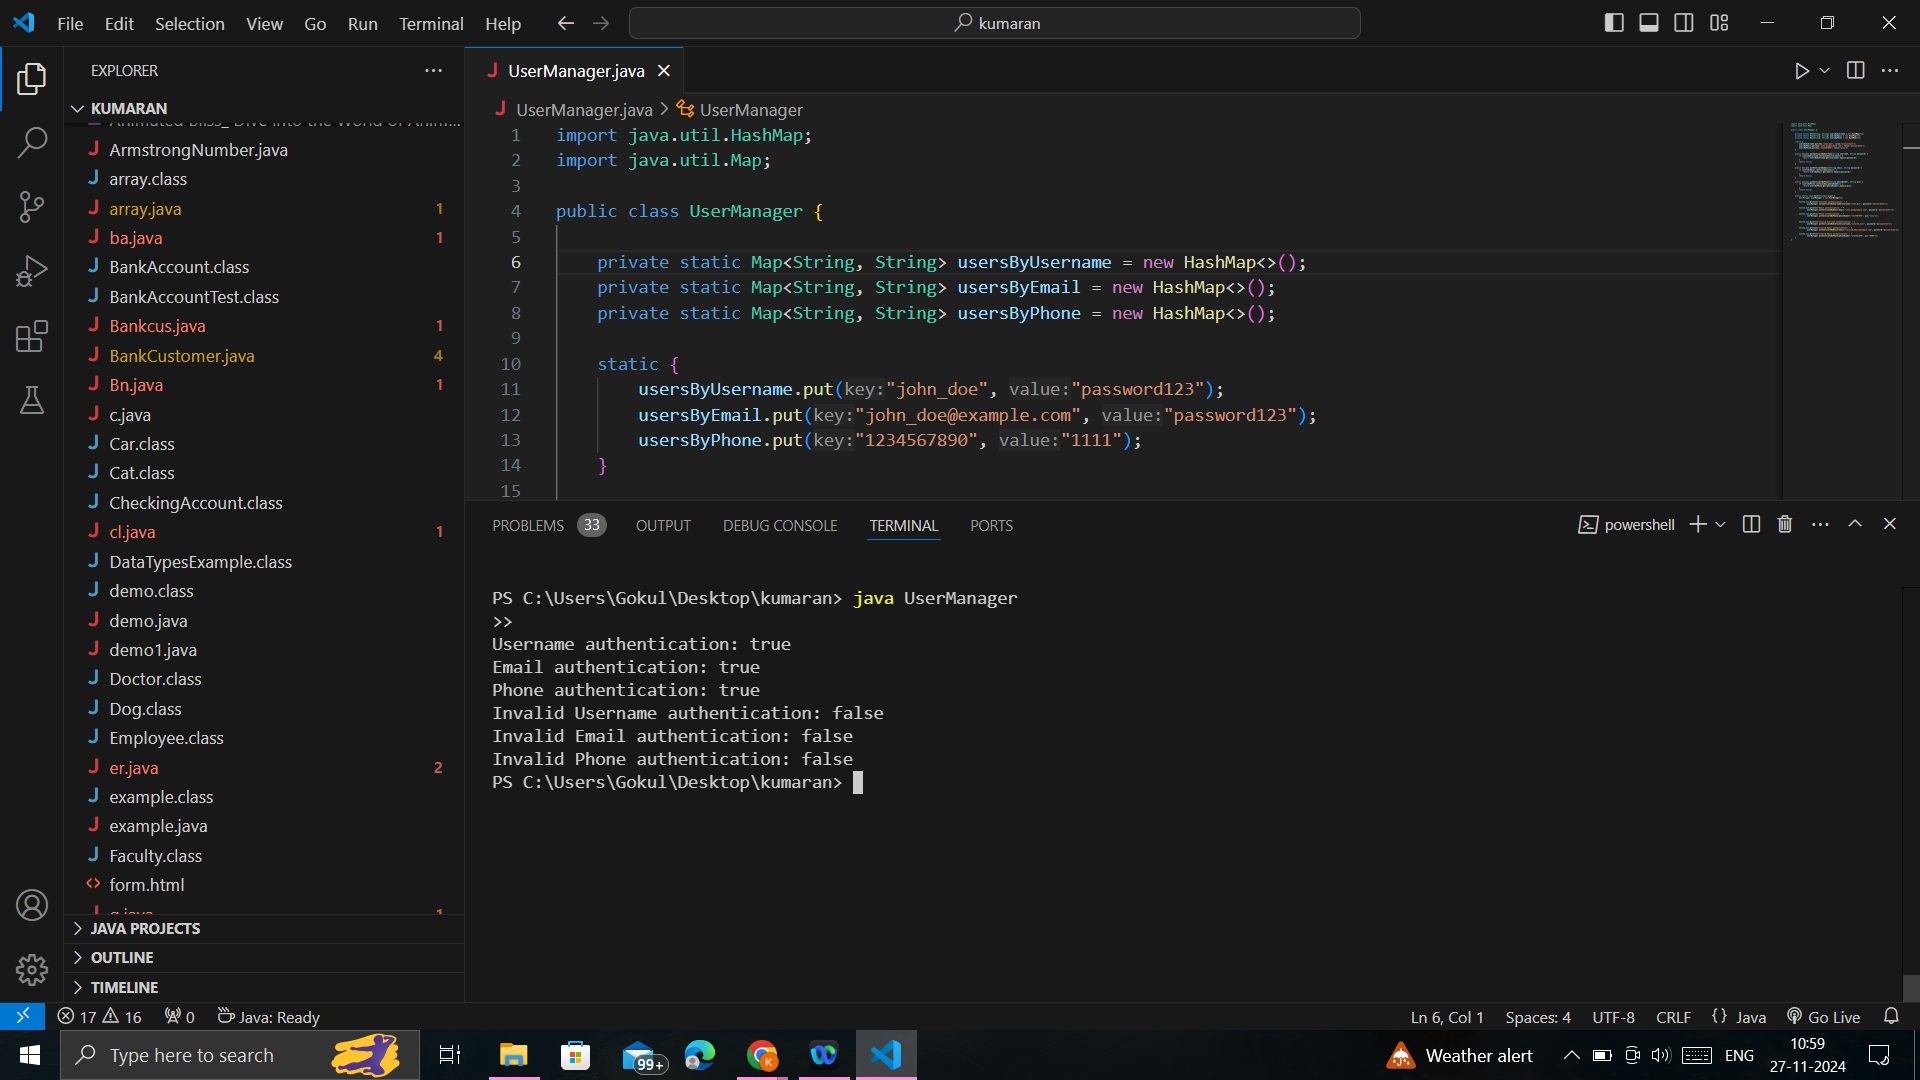 File Edit Selection View Go Run Terminal Help
kumaran
EXPLORER
KUMARAN
ArmstrongNumber.java
array.class
array.java 1
ba.java 1
BankAccount.class
BankAccountTest.class
Bankcus.java 1
BankCustomer.java 4
Bn.java 1
c.java
Car.class
Cat.class
CheckingAccount.class
cl.java 1
DataTypesExample.class
demo.class
demo.java
demo1.java
Doctor.class
Dog.class
Employee.class
er.java 2
example.class
example.java
Faculty.class
form.html
JAVA PROJECTS
OUTLINE
TIMELINE
UserManager.java
UserManager.java > UserManager
1 import java.util.HashMap;
2 import java.util.Map;
3
4 public class UserManager {
5
6 private static Map<String, String> usersByUsername = new HashMap<>();
7 private static Map<String, String> usersByEmail = new HashMap<>();
8 private static Map<String, String> usersByPhone = new HashMap<>();
9
10 static {
11 usersByUsername.put(key:"john_doe", value:"password123");
12 usersByEmail.put(key:"john_doe@example.com", value:"password123");
13 usersByPhone.put(key:"1234567890", value:"1111");
14 }
15
PROBLEMS 33 OUTPUT DEBUG CONSOLE TERMINAL PORTS
powershell
PS C:\Users\Gokul\Desktop\kumaran> java UserManager
>>
Username authentication: true
Email authentication: true
Phone authentication: true
Invalid Username authentication: false
Invalid Email authentication: false
Invalid Phone authentication: false
PS C:\Users\Gokul\Desktop\kumaran>
17 16 0 Java: Ready
Ln 6, Col 1 Spaces: 4 UTF-8 CRLF {} Java Go Live
Type here to search
99+
K
Weather alert
ENG
10:59
27-11-2024